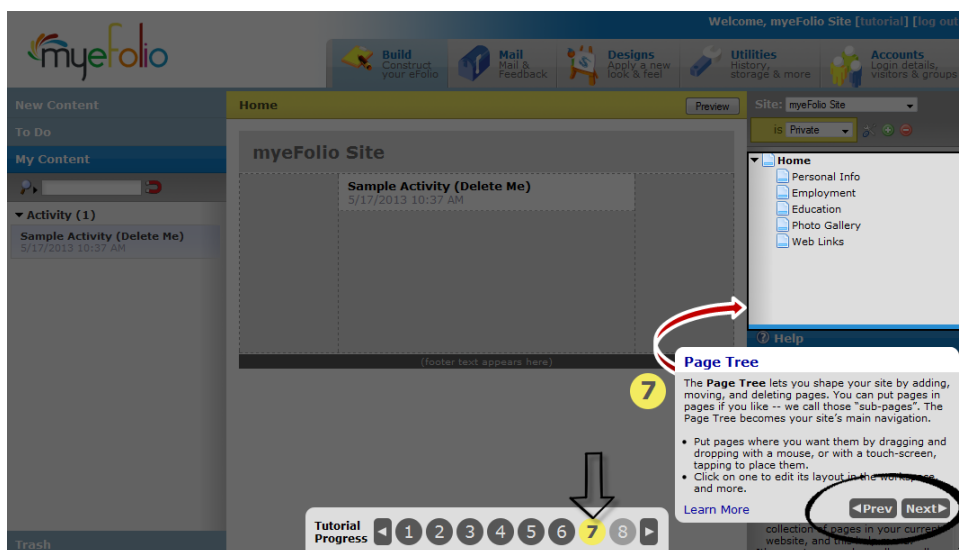 Welcome, myeFolio Site [tutorial] [log out
myefolio
Build
Construct
your eFolio
Mail
Mail &
Feedback
Designs
Apply a new
look & feel
Utilities
History,
storage & more
Accounts
Login details,
visitors & groups
New Content
To Do
My Content
Activity (1)
Sample Activity (Delete Me)
5/17/2013 10:37 AM
Trash
Home
Preview
myeFolio Site
Sample Activity (Delete Me)
5/17/2013 10:37 AM
(footer text appears here)
Site: myeFolio Site
is Private
Home
Personal Info
Employment
Education
Photo Gallery
Web Links
Help
7
Page Tree
The Page Tree lets you shape your site by adding,
moving, and deleting pages. You can put pages in
pages if you like -- we call those "sub-pages". The
Page Tree becomes your site's main navigation.
• Put pages where you want them by dragging and
dropping with a mouse, or with a touch-screen,
tapping to place them.
• Click on one to edit its layout in the workspace,
and more.
Learn More
Prev Next
collection of pages in your current
Tutorial
Progress
1 2 3 4 5 6 7 8